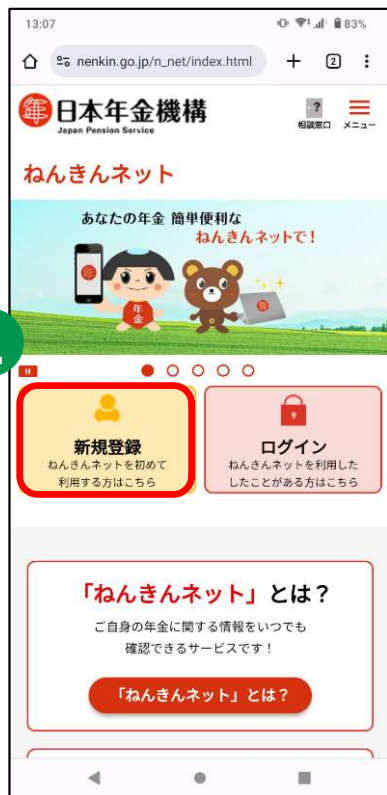 13:07
83%
nenkin.go.jp/n_net/index.html
2
年
日本年金機構
Japan Pension Service
?
相談窓口
メニュー
ねんきんネット
あなたの年金 簡単便利な
ねんきんネットで！
年金
新規登録
ねんきんネットを初めて
利用する方はこちら
ログイン
ねんきんネットを利用した
したことがある方はこちら
「ねんきんネット」とは？
ご自身の年金に関する情報をいつでも
確認できるサービスです！
「ねんきんネット」とは？